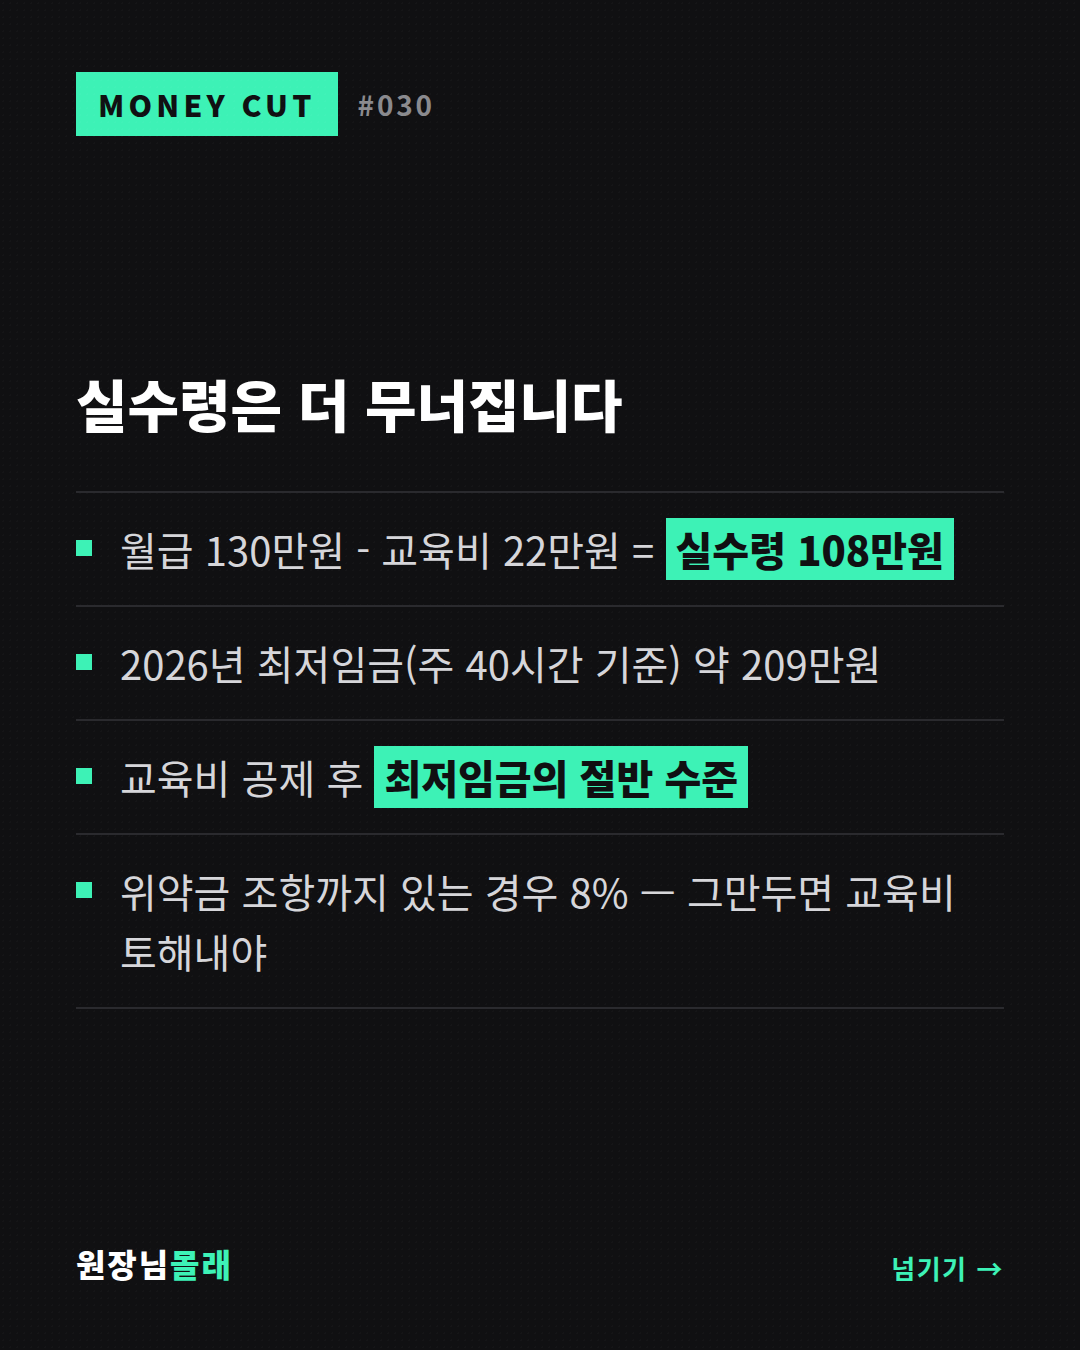 MONEY CUT #030
실수령은 더 무너집니다
월급 130만원 - 교육비 22만원 = 실수령 108만원
2026년 최저임금(주 40시간 기준) 약 209만원
교육비 공제 후 최저임금의 절반 수준
위약금 조항까지 있는 경우 8% — 그만두면 교육비
토해내야
원장님몰래
넘기기 →